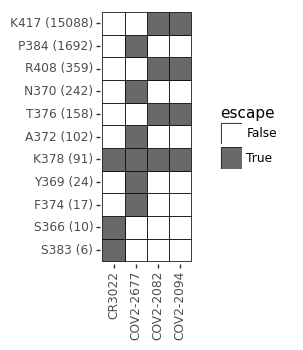 K417 (15088)
P384 (1692)
R408 (359)
N370 (242)
T376 (158)
A372 (102)
K378 (91)
Y369 (24)
F374 (17)
S366 (10)
S383 (6)
CR3022
COV2-2677
COV2-2082
COV2-2094
escape
False
True